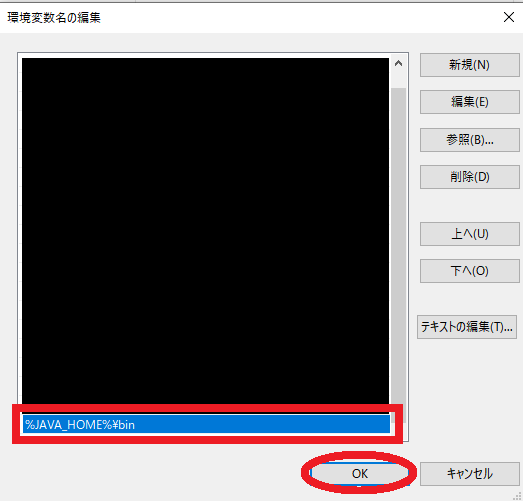 環境変数名の編集
新規(N)
編集(E)
参照(B)...
削除(D)
上へ(U)
下へ(O)
テキストの編集(T)...
%JAVA_HOME%¥bin
OK
キャンセル